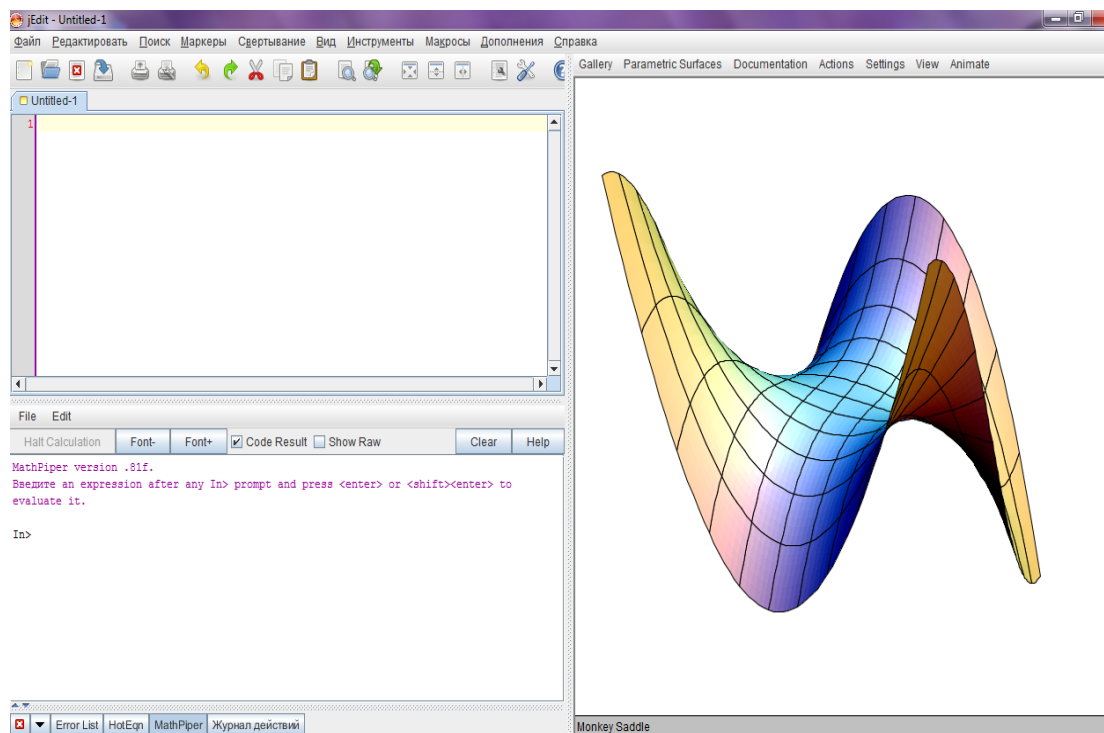 jEdit - Untitled-1
Файл Редактировать Поиск Маркеры Свертывание Вид Инструменты Макросы Дополнения Справка
Untitled-1
1
File Edit
Halt Calculation Font- Font+ Code Result Show Raw Clear Help
MathPiper version .81f.
Введите an expression after any In> prompt and press <enter> or <shift><enter> to
evaluate it.
In>
Error List HotEqn MathPiper Журнал действий
Gallery Parametric Surfaces Documentation Actions Settings View Animate
Monkey Saddle